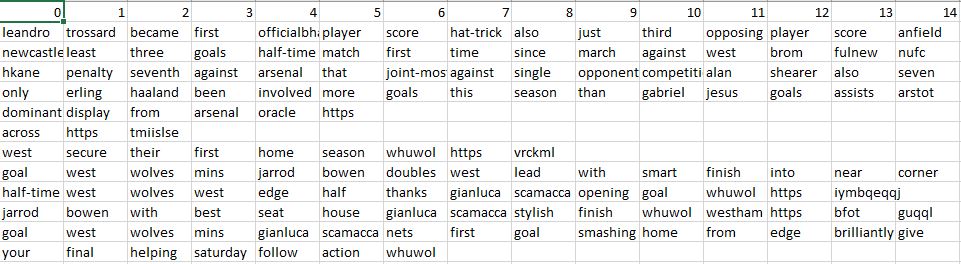 0 1 2 3 4 5 6 7 8 9 10 11 12 13 14
leandro trossard became first officialbh player score hat-trick also just third opposing player score anfield
newcastle least three goals half-time match first time since march against west brom fulnew nufc
hkane penalty seventh against arsenal that joint-mos against single opponent competiti alan shearer also seven
only erling haaland been involved more goals this season than gabriel jesus goals assists arstot
dominant display from arsenal oracle https
across https tmiislse
west secure their first home season whuwol https vrckml
goal west wolves mins jarrod bowen doubles west lead with smart finish into near corner
half-time west wolves west edge half thanks gianluca scamacca opening goal whuwol https iymbqeqqj
jarrod bowen with best seat house gianluca scamacca stylish finish whuwol westham https bfot guqql
goal west wolves mins gianluca scamacca nets first goal smashing home from edge brilliantly give
your final helping saturday follow action whuwol